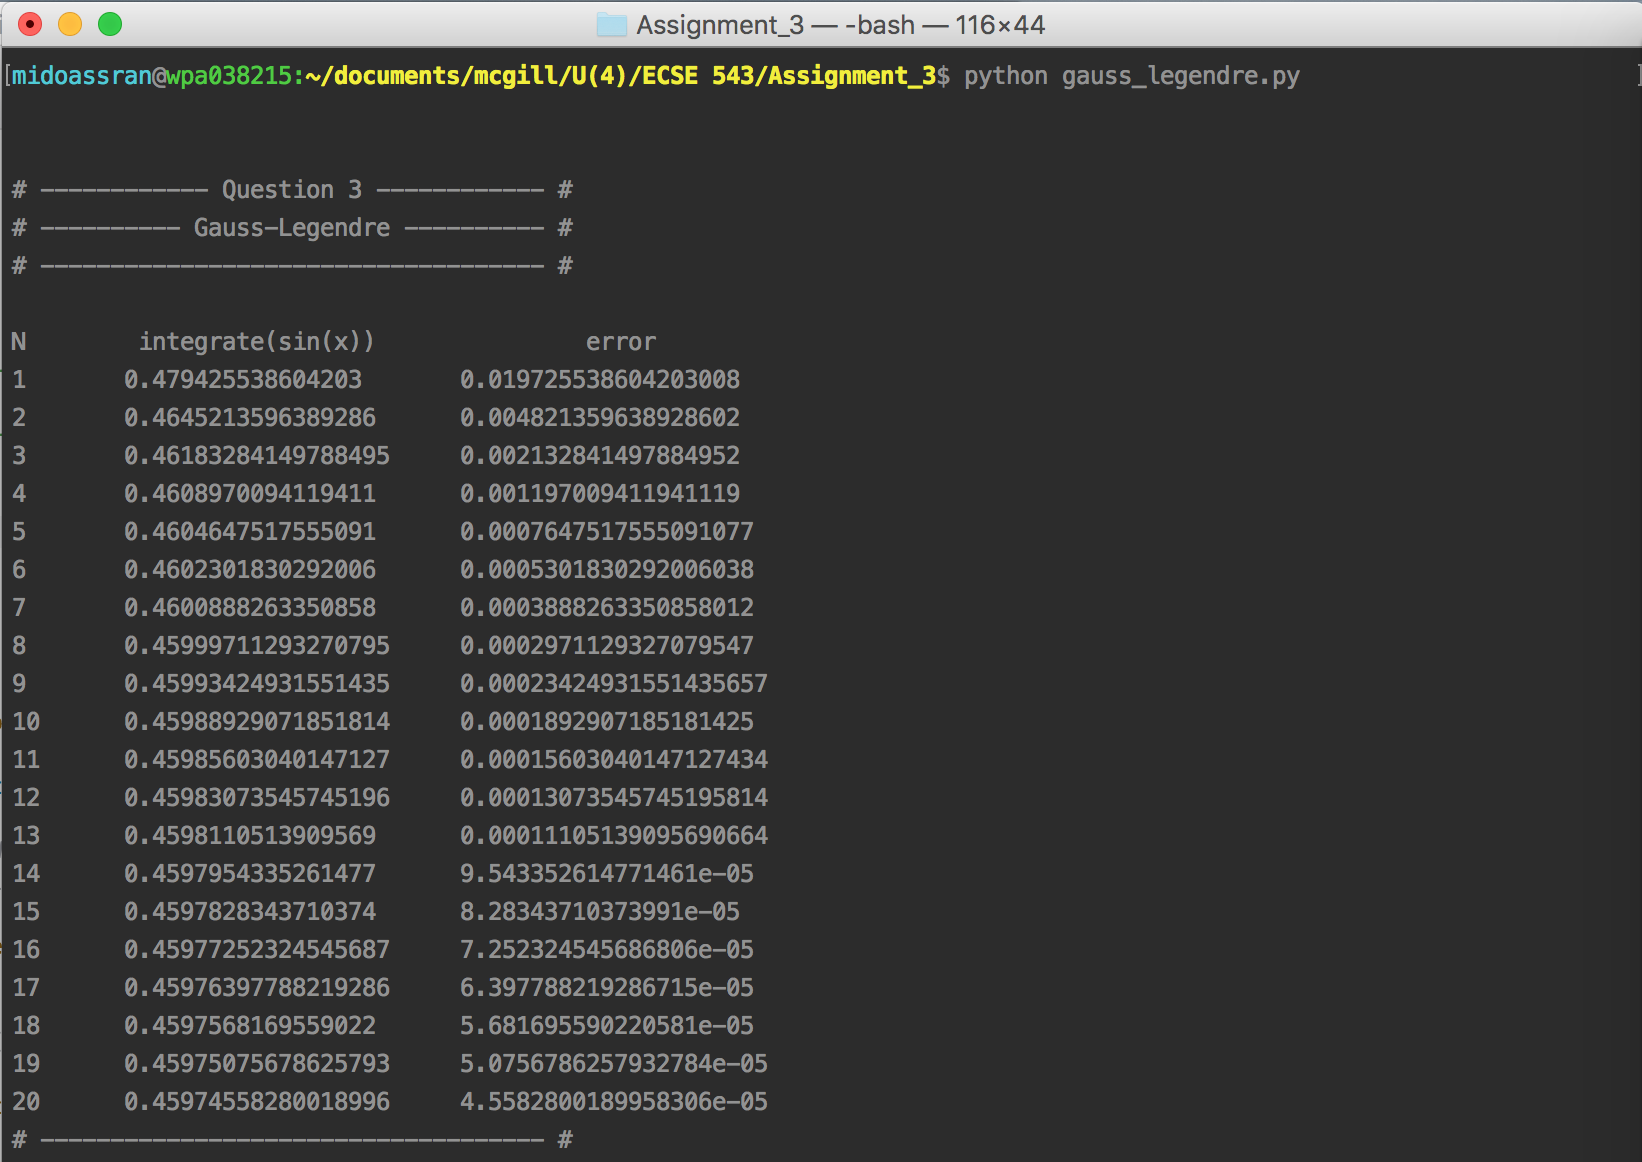 Assignment_3 — -bash — 116×44
[midoassran@wpa038215:~/documents/mcgill/U(4)/ECSE 543/Assignment_3$ python gauss_legendre.py ]
# ------------ Question 3 ------------ #
# ---------- Gauss-Legendre ---------- #
# ------------------------------------ #
N integrate(sin(x)) error
1 0.479425538604203 0.019725538604203008
2 0.4645213596389286 0.004821359638928602
3 0.46183284149788495 0.002132841497884952
4 0.4608970094119411 0.001197009411941119
5 0.4604647517555091 0.0007647517555091077
6 0.4602301830292006 0.0005301830292006038
7 0.4600888263350858 0.0003888263350858012
8 0.45999711293270795 0.0002971129327079547
9 0.45993424931551435 0.00023424931551435657
10 0.45988929071851814 0.0001892907185181425
11 0.45985603040147127 0.00015603040147127434
12 0.45983073545745196 0.00013073545745195814
13 0.4598110513909569 0.00011105139095690664
14 0.4597954335261477 9.543352614771461e-05
15 0.4597828343710374 8.28343710373991e-05
16 0.45977252324545687 7.252324545686806e-05
17 0.45976397788219286 6.397788219286715e-05
18 0.4597568169559022 5.681695590220581e-05
19 0.45975075678625793 5.0756786257932784e-05
20 0.45974558280018996 4.5582800189958306e-05
# ------------------------------------ #